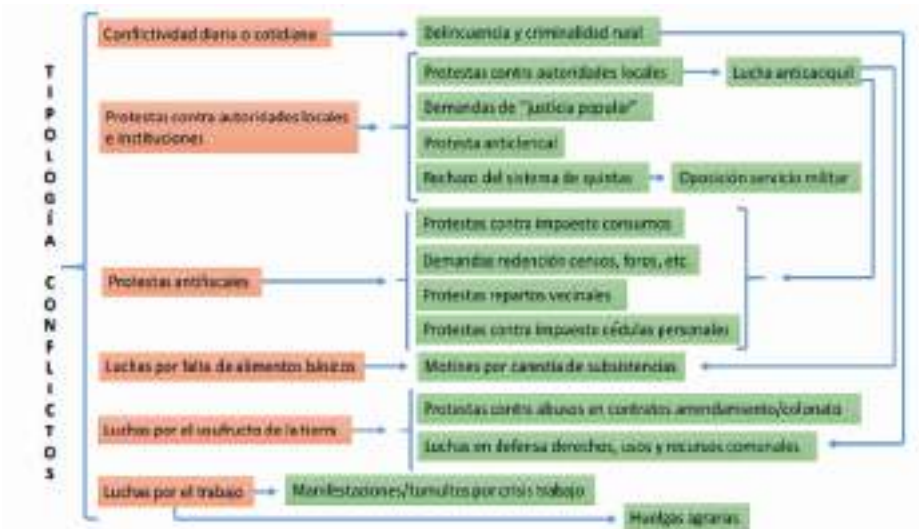 TIPOLOGÍA CONFLICTOS
Conflictividad diaria o cotidiana
Delincuencia y criminalidad rural
Protestas contra autoridades locales
e instituciones
Protestas contra autoridades locales
Lucha anticaciquil
Demandas de "justicia popular"
Protesta anticlerical
Rechazo del sistema de quintas
Oposición servicio militar
Protestas antifiscales
Protestas contra impuesto consumos
Demandas redención censos, foros, etc.
Protestas repartos vecinales
Protestas contra impuesto cédulas personales
Luchas por falta de alimentos básicos
Motines por carestía de subsistencias
Luchas por el usufructo de la tierra
Protestas contra abusos en contratos arrendamiento/colonato
Luchas en defensa derechos, usos y recursos comunales
Luchas por el trabajo
Manifestaciones/tumultos por crisis trabajo
Huelgas agrarias